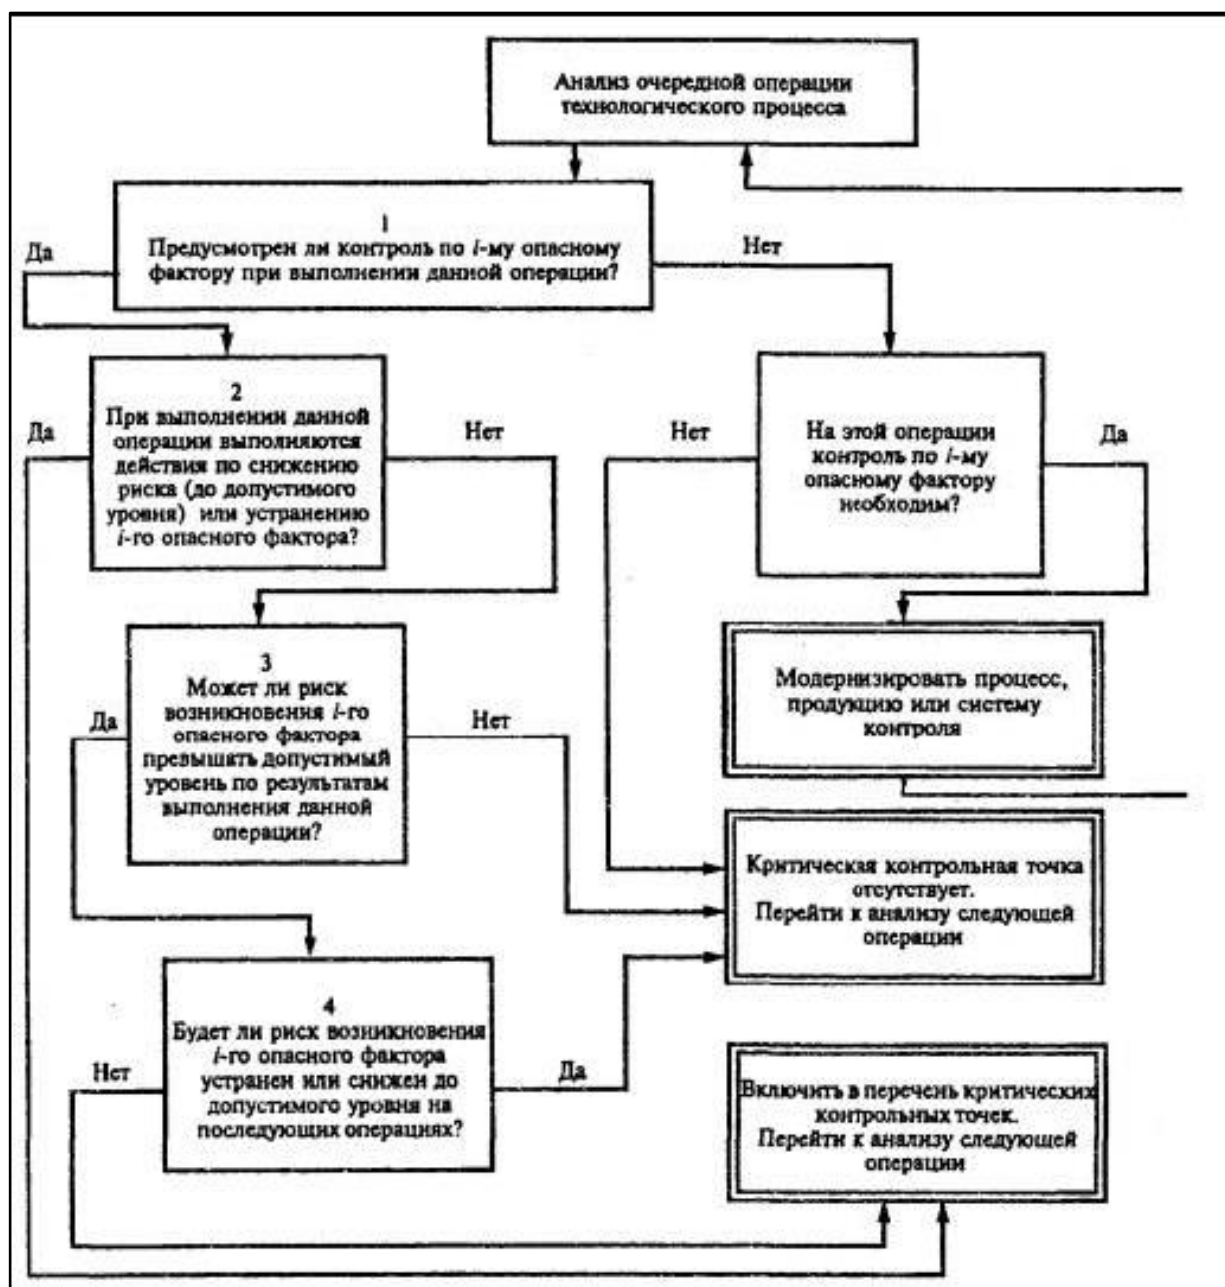 Анализ очередной операции
технологического процесса
1
Предусмотрен ли контроль по i-му опасному
фактору при выполнении данной операции?
Да
Нет
2
При выполнении данной
операции выполняются
действия по снижению
риска (до допустимого
уровня) или устранению
i-го опасного фактора?
Да
Нет
На этой операции
контроль по i-му
опасному фактору
необходим?
Нет
Да
3
Может ли риск
возникновения i-го
опасного фактора
превышать допустимый
уровень по результатам
выполнения данной
операции?
Да
Нет
Модернизировать процесс,
продукцию или систему
контроля
Критическая контрольная точка
отсутствует.
Перейти к анализу следующей
операции
4
Будет ли риск возникновения
i-го опасного фактора
устранен или снижен до
допустимого уровня на
последующих операциях?
Нет
Да
Включить в перечень критических
контрольных точек.
Перейти к анализу следующей
операции